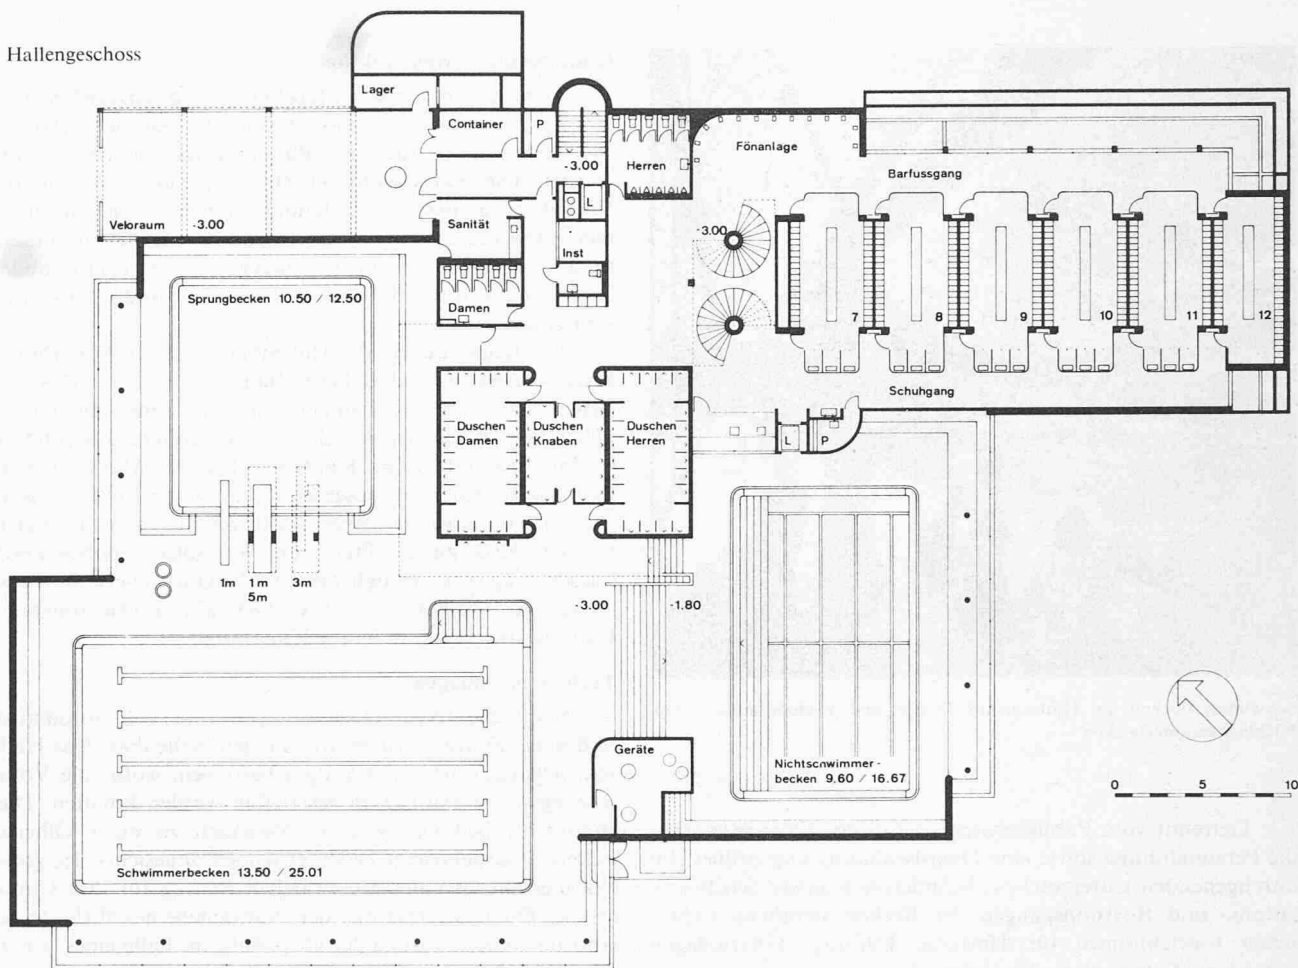 Hallengeschoss
Lager
Container
P
-3.00
Herren
Fönanlage
Barfussgang
L
Veloraum -3.00
Sanität
Inst
-3.00
Sprungbecken 10.50 / 12.50
Damen
7 8 9 10 11 12
Schuhgang
Duschen
Damen
Duschen
Knaben
Duschen
Herren
L P
1m 1m 3m
5m
-3.00 -1.80
Geräte
Nichtschwimmer-
becken 9.60 / 16.67
0 5 10
Schwimmerbecken 13.50 / 25.01